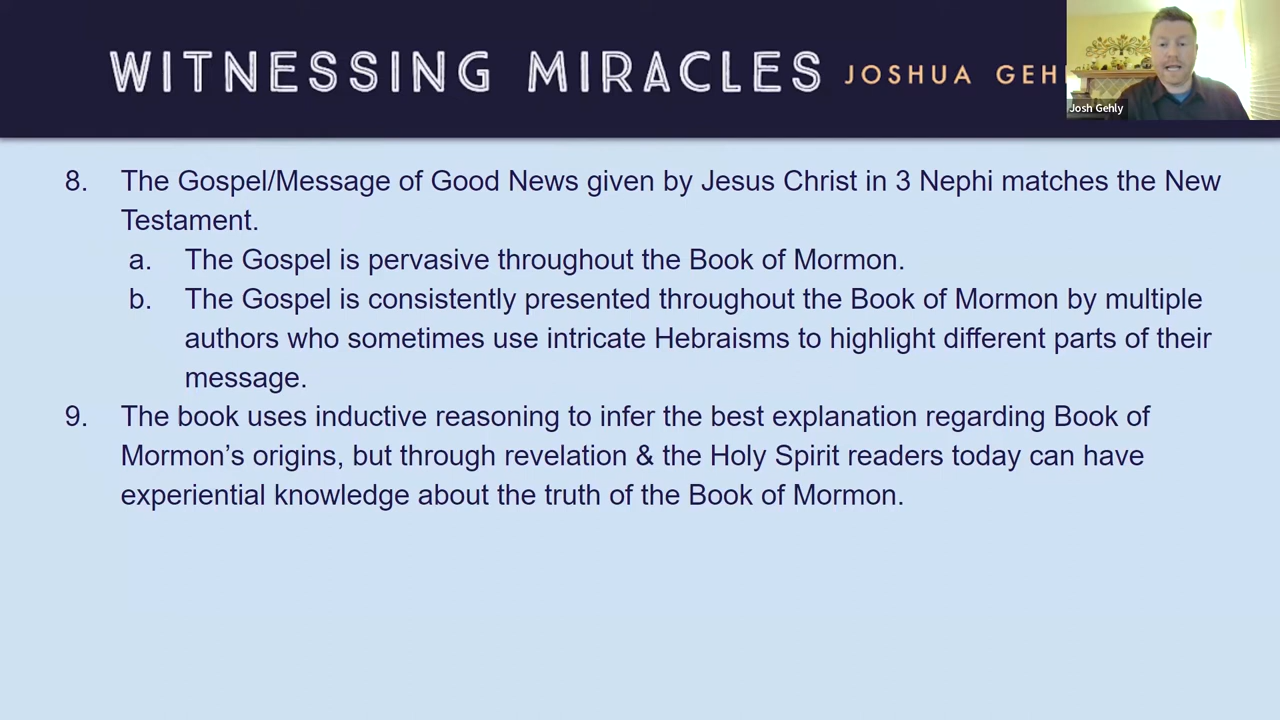 WITNESSING MIRACLES JOSHUA GEH
Josh Gehly
8. The Gospel/Message of Good News given by Jesus Christ in 3 Nephi matches the New
Testament.
a. The Gospel is pervasive throughout the Book of Mormon.
b. The Gospel is consistently presented throughout the Book of Mormon by multiple
authors who sometimes use intricate Hebraisms to highlight different parts of their
message.
9. The book uses inductive reasoning to infer the best explanation regarding Book of
Mormon’s origins, but through revelation & the Holy Spirit readers today can have
experiential knowledge about the truth of the Book of Mormon.